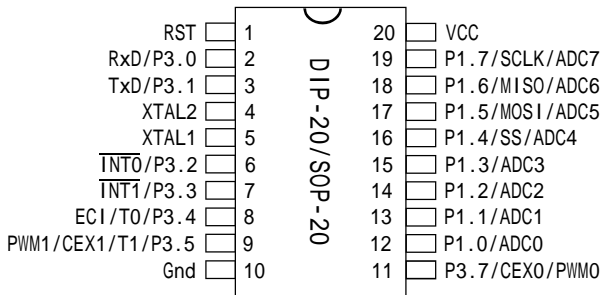 RST 1 20 VCC
RxD/P3.0 2 19 P1.7/SCLK/ADC7
TxD/P3.1 3 18 P1.6/MISO/ADC6
XTAL2 4 17 P1.5/MOSI/ADC5
XTAL1 5 16 P1.4/SS/ADC4
INT0/P3.2 6 15 P1.3/ADC3
INT1/P3.3 7 14 P1.2/ADC2
ECI/T0/P3.4 8 13 P1.1/ADC1
PWM1/CEX1/T1/P3.5 9 12 P1.0/ADC0
Gnd 10 11 P3.7/CEX0/PWM0
DIP-20/SOP-20